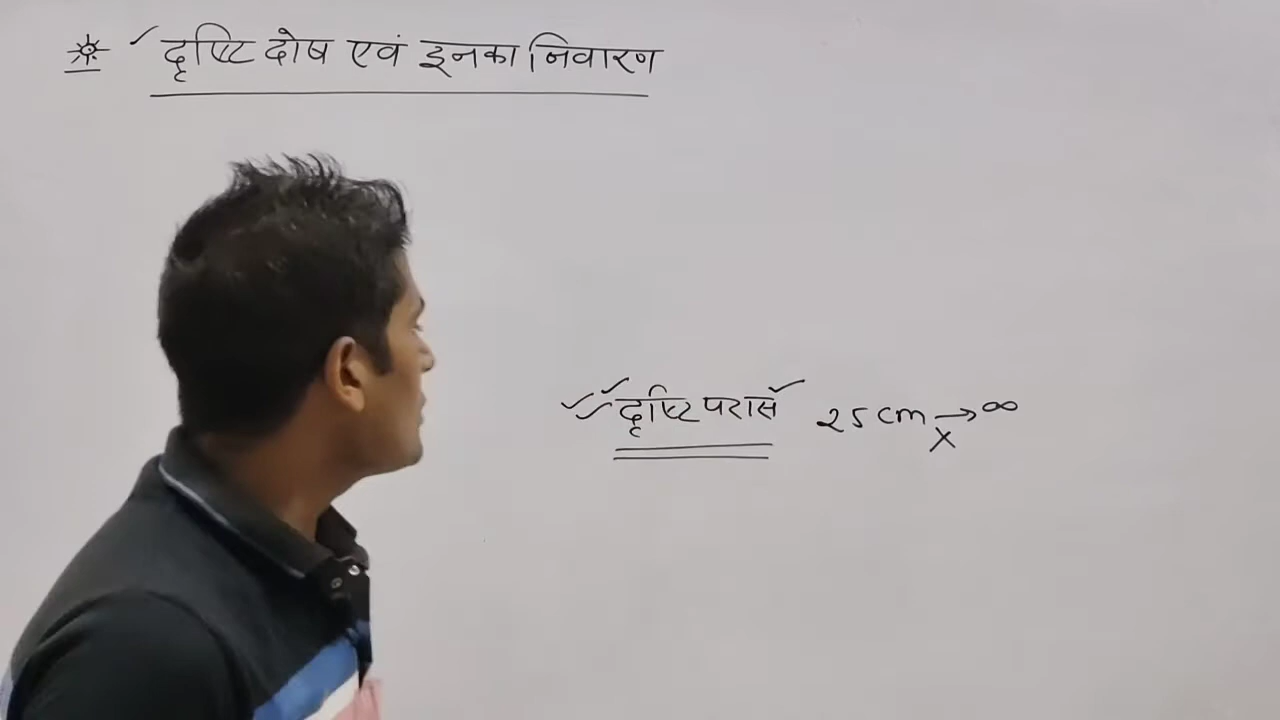 दृष्टि दोष एवं इनका निवारण
दृष्टि परास 25 cm → ∞
x